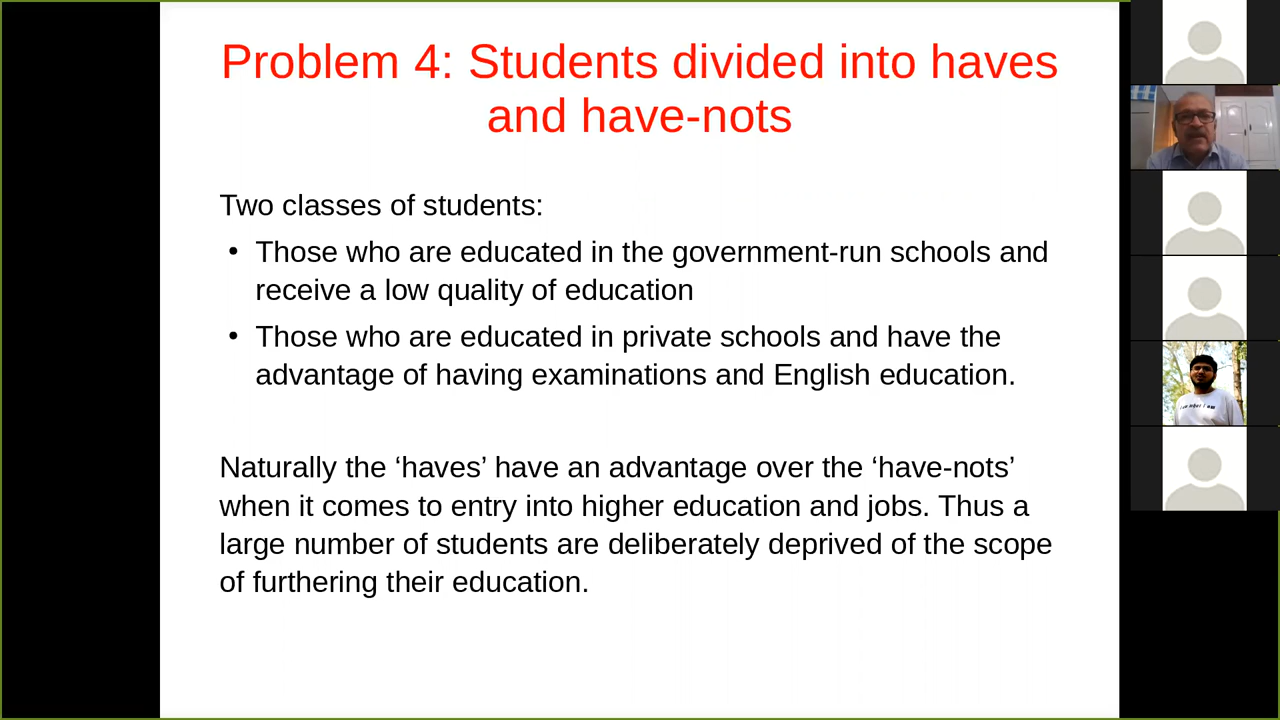 Problem 4: Students divided into haves
and have-nots
Two classes of students:
• Those who are educated in the government-run schools and
receive a low quality of education
• Those who are educated in private schools and have the
advantage of having examinations and English education.
Naturally the ‘haves’ have an advantage over the ‘have-nots’
when it comes to entry into higher education and jobs. Thus a
large number of students are deliberately deprived of the scope
of furthering their education.